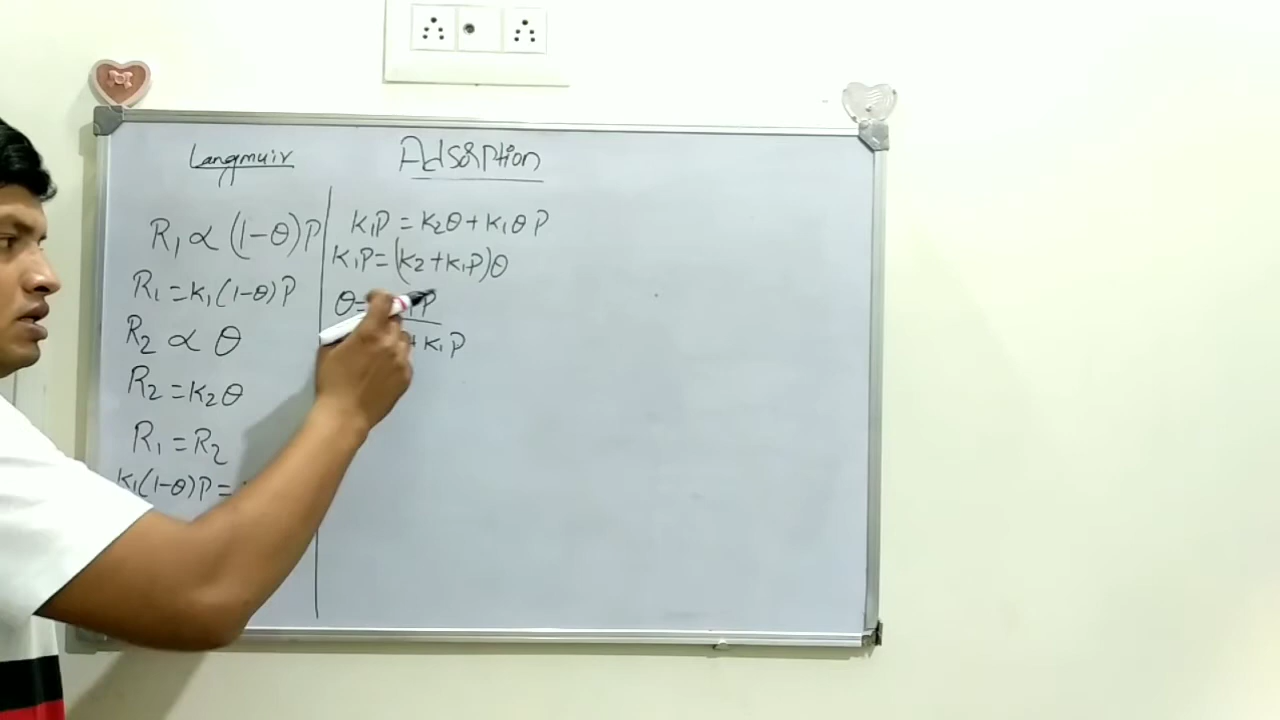 Langmuir
Adsorption
R₁ ∝ (1-θ)P
R₁ = K₁(1-θ)P
R₂ ∝ θ
R₂ = K₂θ
R₁ = R₂
K₁(1-θ)P =
K₁P = K₂θ + K₁θP
K₁P = (K₂ + K₁P)θ
θ = P
+ K₁P